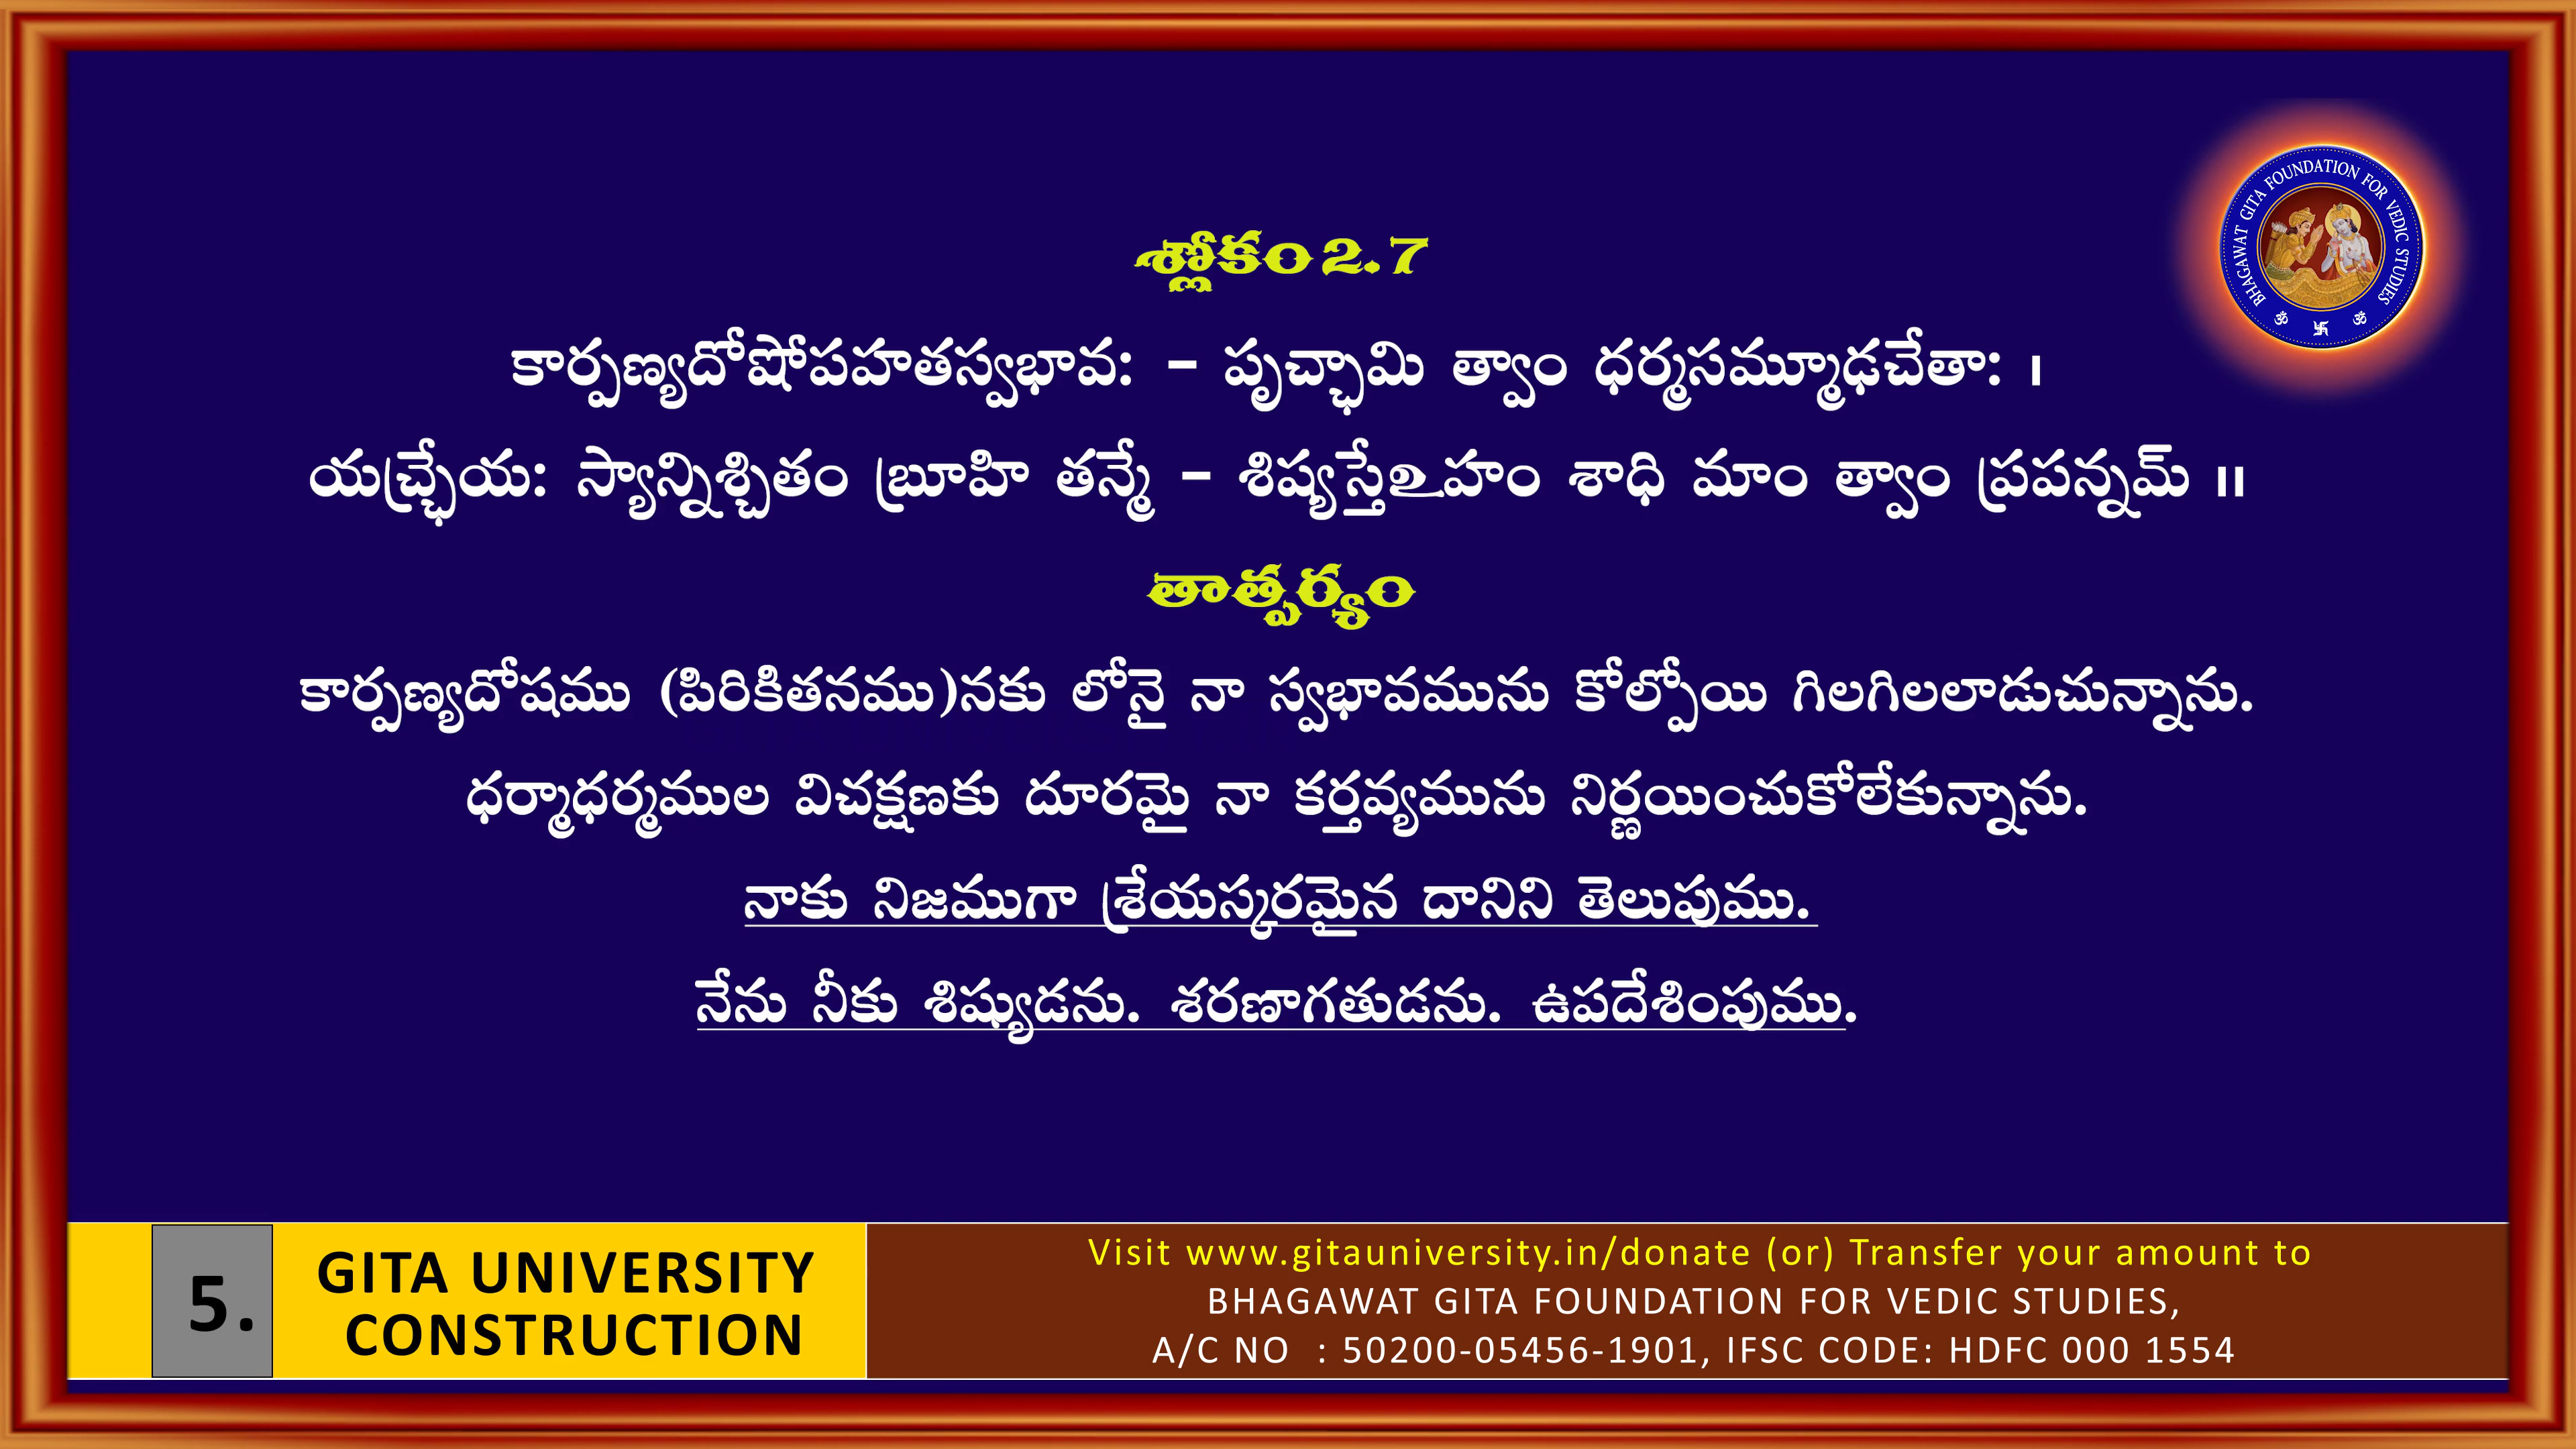 BHAGAWAT GITA FOUNDATION FOR VEDIC STUDIES
ॐ 卐 ॐ
శ్లోకం 2.7
కార్పణ్యదోషోపహతస్వభావః - పృచ్ఛామి త్వాం ధర్మసమ్మూఢచేతాః ।
యచ్ఛ్రేయః స్యాన్నిశ్చితం బ్రూహి తన్మే - శిష్యస్తేఽహం శాధి మాం త్వాం ప్రపన్నమ్ ॥
తాత్పర్యం
కార్పణ్యదోషము (పిరికితనము)నకు లోనై నా స్వభావమును కోల్పోయి గిలగిలలాడుచున్నాను.
ధర్మాధర్మముల విచక్షణకు దూరమై నా కర్తవ్యమును నిర్ణయించుకోలేకున్నాను.
నాకు నిజముగా శ్రేయస్కరమైన దానిని తెలుపుము.
నేను నీకు శిష్యుడను. శరణాగతుడను. ఉపదేశింపుము.
5.
GITA UNIVERSITY
CONSTRUCTION
Visit www.gitauniversity.in/donate (or) Transfer your amount to
BHAGAWAT GITA FOUNDATION FOR VEDIC STUDIES,
A/C NO : 50200-05456-1901, IFSC CODE: HDFC 000 1554